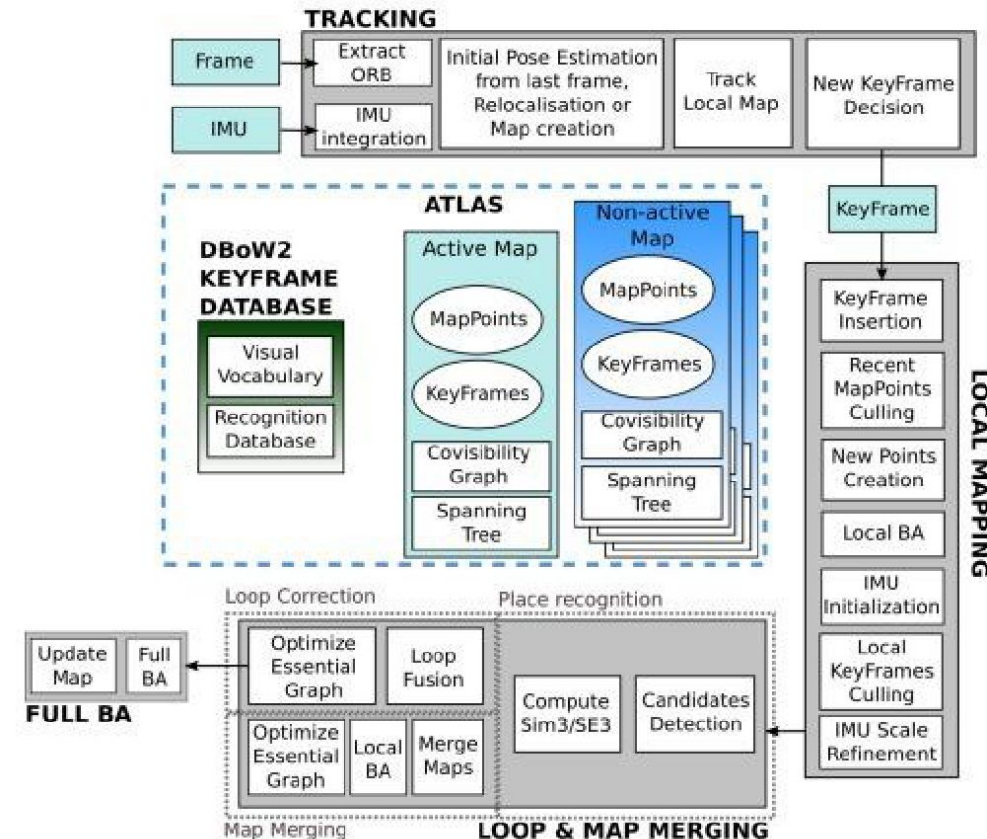 TRACKING
Frame
IMU
Extract
ORB
IMU
integration
Initial Pose Estimation
from last frame,
Relocalisation or
Map creation
Track
Local Map
New KeyFrame
Decision
KeyFrame
ATLAS
DBoW2
KEYFRAME
DATABASE
Visual
Vocabulary
Recognition
Database
Active Map
MapPoints
KeyFrames
Covisibility
Graph
Spanning
Tree
Non-active
Map
MapPoints
KeyFrames
Covisibility
Graph
Spanning
Tree
KeyFrame
Insertion
Recent
MapPoints
Culling
New Points
Creation
Local BA
IMU
Initialization
Local
KeyFrames
Culling
IMU Scale
Refinement
LOCAL MAPPING
Loop Correction
Place recognition
Optimize
Essential
Graph
Loop
Fusion
Compute
Sim3/SE3
Candidates
Detection
Update
Map
Full
BA
FULL BA
Optimize
Essential
Graph
Local
BA
Merge
Maps
Map Merging
LOOP & MAP MERGING